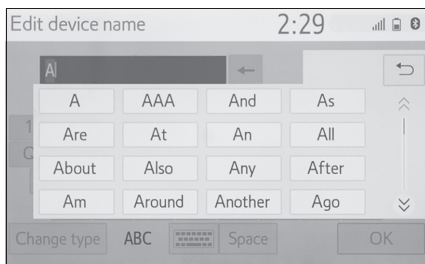 Edit device name 2:29
A
A AAA And As
Are At An All
About Also Any After
Am Around Another Ago
1
Q
Change type ABC Space OK